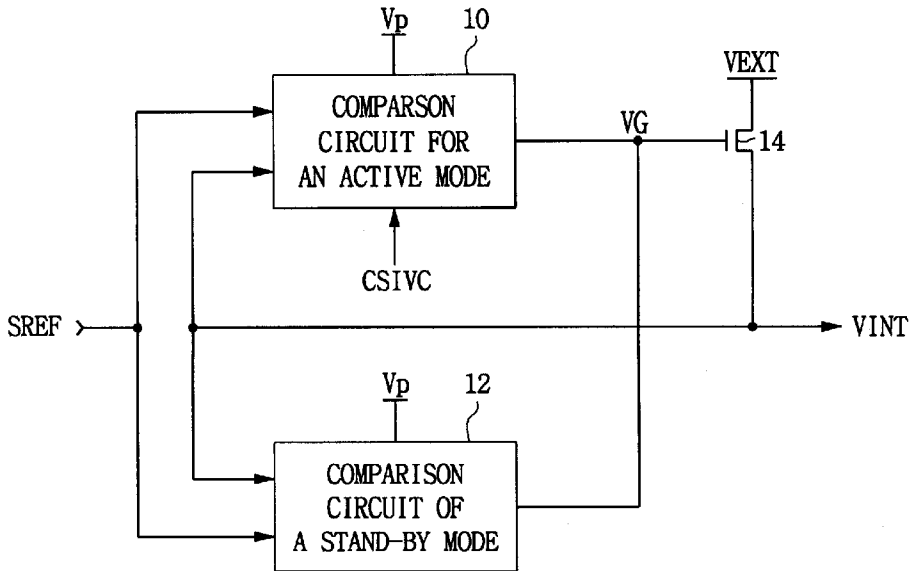 Vp
10
VEXT
COMPARSON
CIRCUIT FOR
AN ACTIVE MODE
VG
14
CSIVC
SREF
VINT
Vp
12
COMPARISON
CIRCUIT OF
A STAND-BY MODE